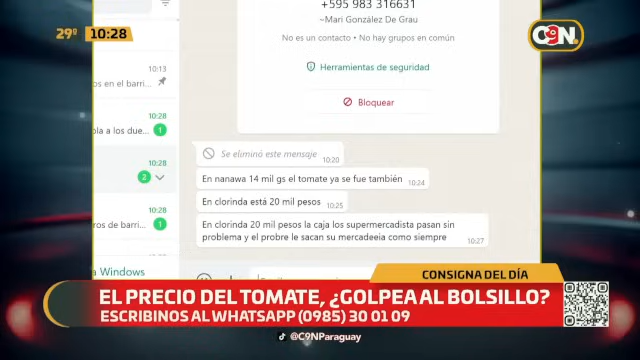 +595 983 316631
29º 10:28
~Mari González De Grau
C9N
No es un contacto • No hay grupos en común
10:13
os en el barri...
Herramientas de seguridad
Bloquear
10:28
ola a los due...
1
Se eliminó este mensaje 10:20
10:28
2
En nanawa 14 mil gs el tomate ya se fue también 10:24
En clorinda está 20 mil pesos 10:25
10:28
ros de barri...
1
En clorinda 20 mil pesos la caja los supermercadista pasan sin
problema y el probre le sacan su mercadeeia como siempre 10:27
a Windows
CONSIGNA DEL DÍA
EL PRECIO DEL TOMATE, ¿GOLPEA AL BOLSILLO?
ESCRIBINOS AL WHATSAPP (0985) 30 01 09
@C9NParaguay